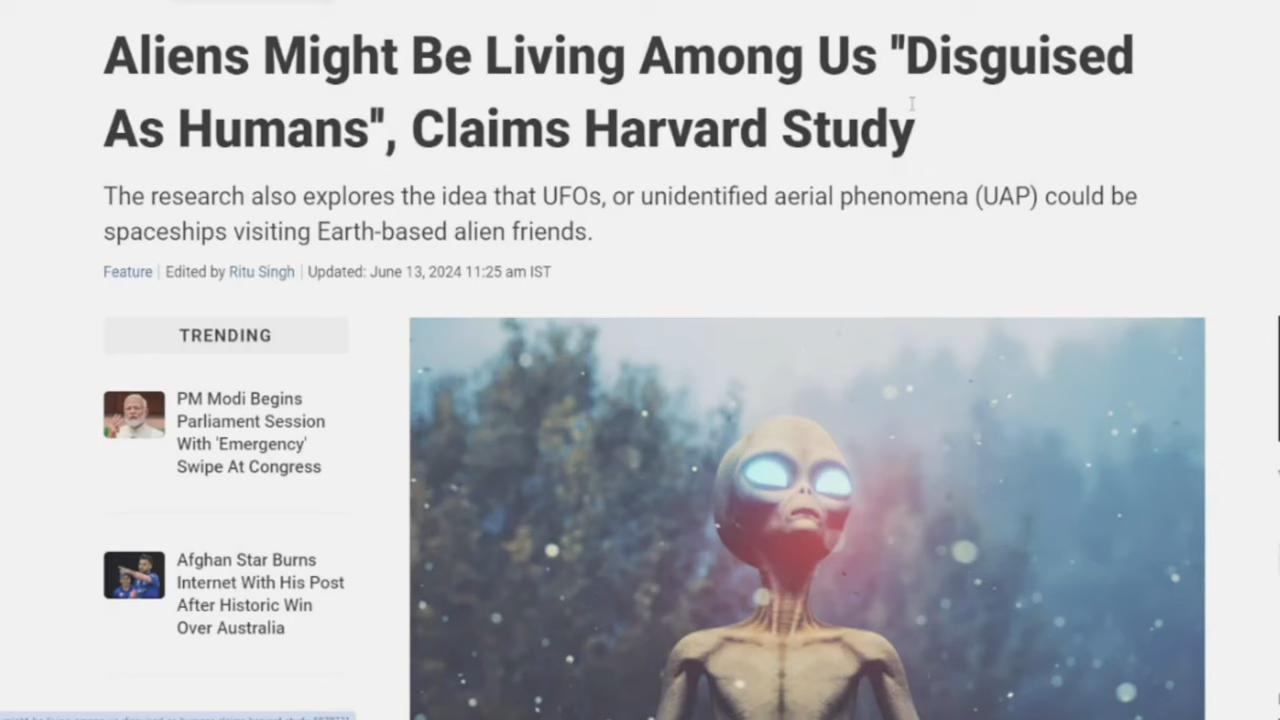 Aliens Might Be Living Among Us "Disguised
As Humans", Claims Harvard Study
The research also explores the idea that UFOs, or unidentified aerial phenomena (UAP) could be
spaceships visiting Earth-based alien friends.
Feature | Edited by Ritu Singh | Updated: June 13, 2024 11:25 am IST
TRENDING
PM Modi Begins
Parliament Session
With 'Emergency'
Swipe At Congress
Afghan Star Burns
Internet With His Post
After Historic Win
Over Australia